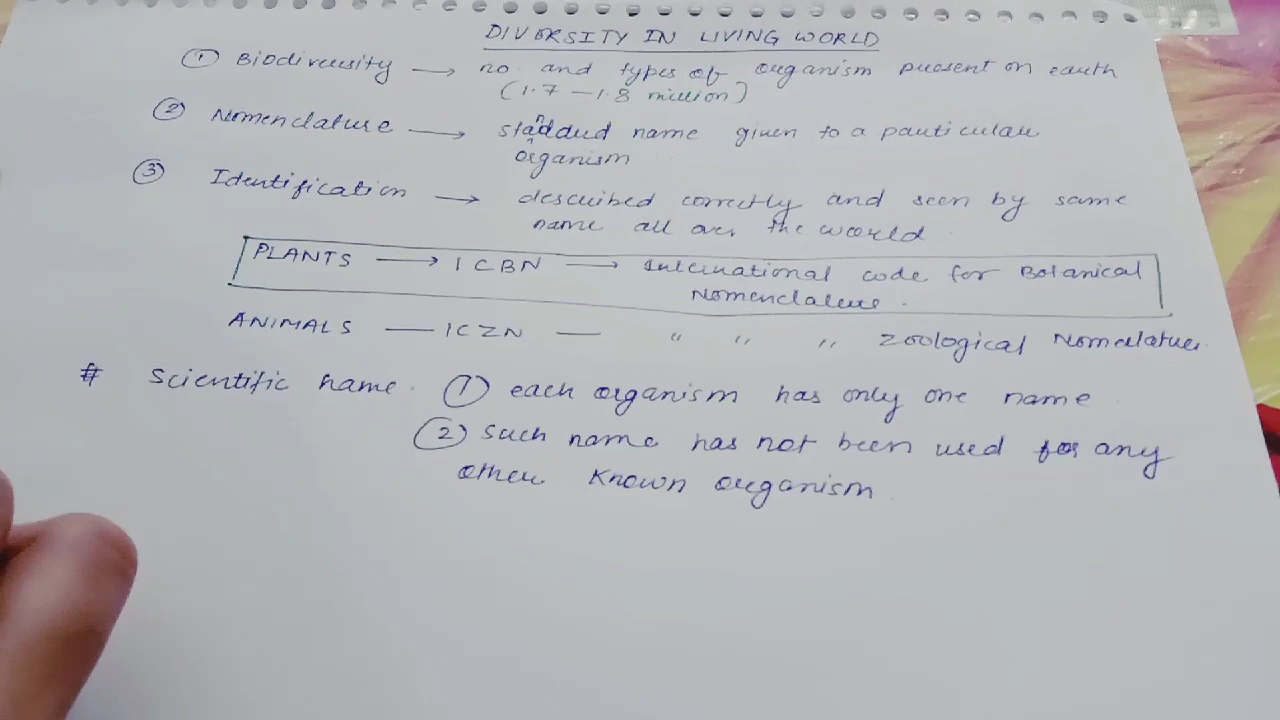 DIVERSITY IN LIVING WORLD
① Biodiversity → no. and types of organism present on earth
(1.7 – 1.8 million)
② Nomenclature → standdard name given to a particular
organism
③ Identification → described correctly and seen by same
name all over the world
PLANTS → ICBN → International code for Botanical
Nomenclature.
ANIMALS — ICZN — " " " Zoological Nomenclature
# Scientific name. ① each organism has only one name
② Such name has not been used for any
other known organism